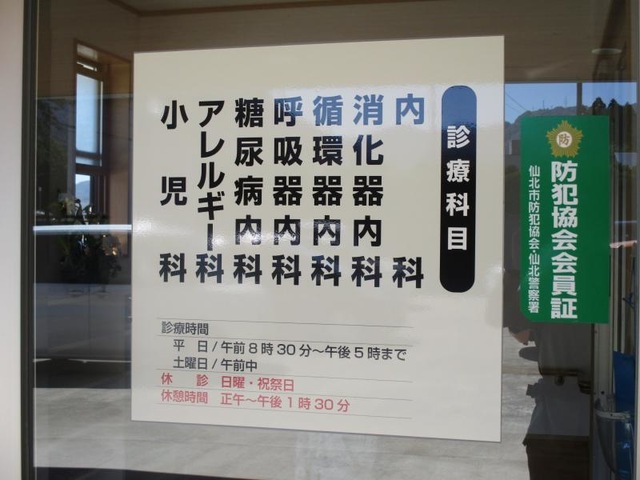 診療科目
内科
消化器内科
循環器内科
呼吸器内科
糖尿病内科
アレルギー科
小児科
診療時間
平日/午前8時30分～午後5時まで
土曜日/午前中
休診 日曜・祝祭日
休憩時間 正午～午後1時30分
防
防犯協会会員証
仙北市防犯協会・仙北警察署